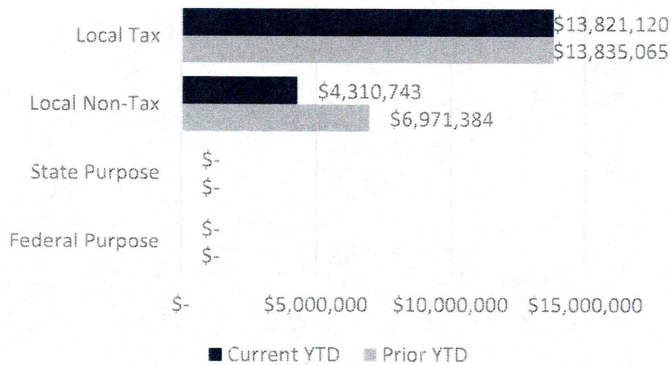 Local Tax
$13,821,120
$13,835,065
Local Non-Tax
$4,310,743
$6,971,384
State Purpose
$-
$-
Federal Purpose
$-
$-
$- $5,000,000 $10,000,000 $15,000,000
Current YTD Prior YTD